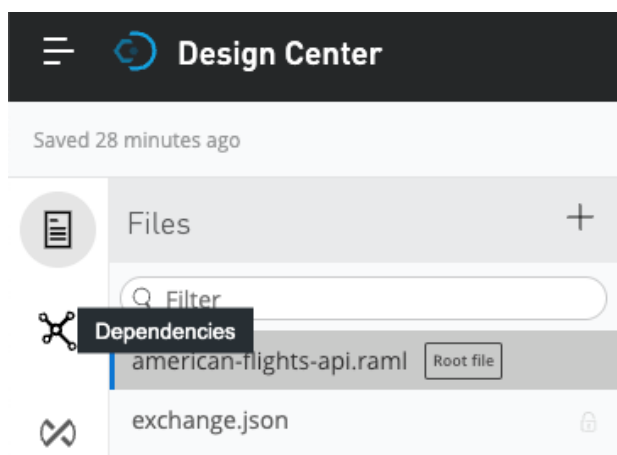 Design Center
Saved 28 minutes ago
Files
Filter
Dependencies
american-flights-api.raml Root file
exchange.json